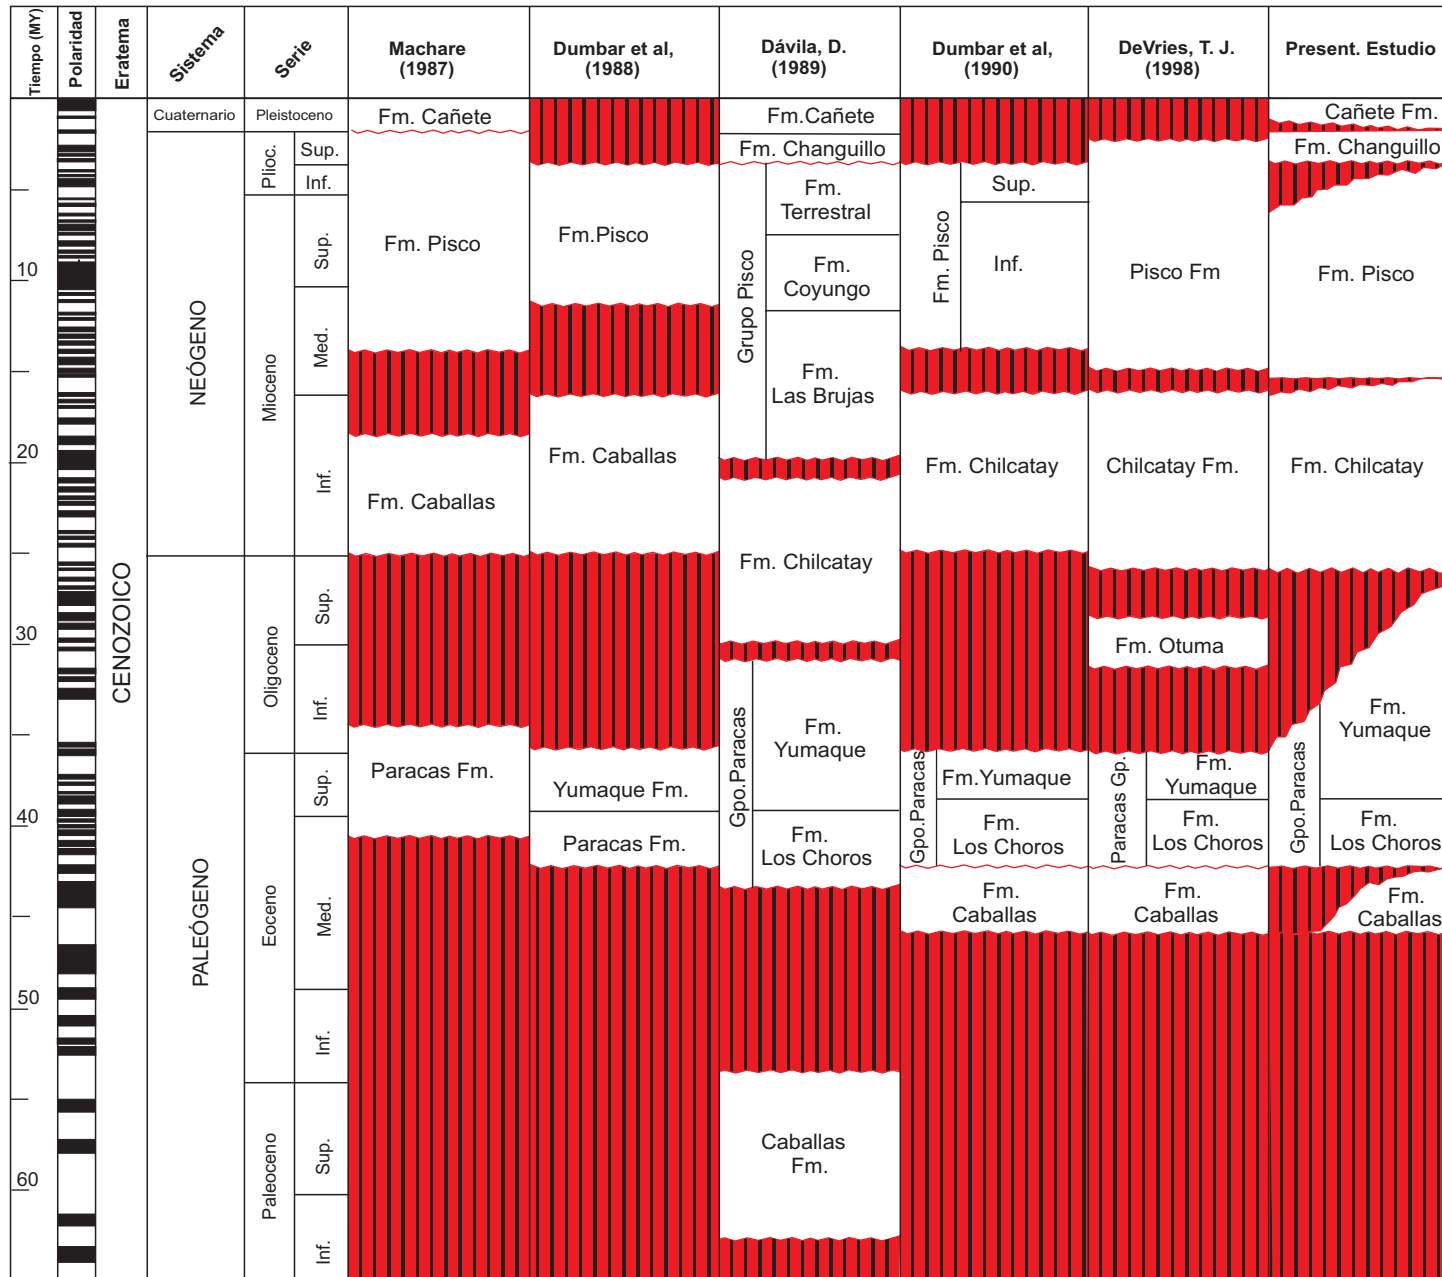 Tiempo (MY)
Polaridad
Eratema
Sistema
Serie
Machare
(1987)
Dumbar et al,
(1988)
Dávila, D.
(1989)
Dumbar et al,
(1990)
DeVries, T. J.
(1998)
Present. Estudio
10
20
30
40
50
60
CENOZOICO
Cuaternario
NEÓGENO
PALEÓGENO
Pleistoceno
Plioc.
Sup.
Inf.
Mioceno
Sup.
Med.
Inf.
Oligoceno
Sup.
Inf.
Eoceno
Sup.
Med.
Inf.
Paleoceno
Sup.
Inf.
Fm. Cañete
Fm. Pisco
Fm. Caballas
Paracas Fm.
Fm.Pisco
Fm. Caballas
Yumaque Fm.
Paracas Fm.
Fm.Cañete
Fm. Changuillo
Grupo Pisco
Fm.
Terrestral
Fm.
Coyungo
Fm.
Las Brujas
Fm. Chilcatay
Gpo.Paracas
Fm.
Yumaque
Fm.
Los Choros
Caballas
Fm.
Fm. Pisco
Sup.
Inf.
Fm. Chilcatay
Gpo.Paracas
Fm.Yumaque
Fm.
Los Choros
Fm.
Caballas
Pisco Fm
Chilcatay Fm.
Fm. Otuma
Paracas Gp.
Fm.
Yumaque
Fm.
Los Choros
Fm.
Caballas
Cañete Fm.
Fm. Changuillo
Fm. Pisco
Fm. Chilcatay
Gpo.Paracas
Fm.
Yumaque
Fm.
Los Choros
Fm.
Caballas